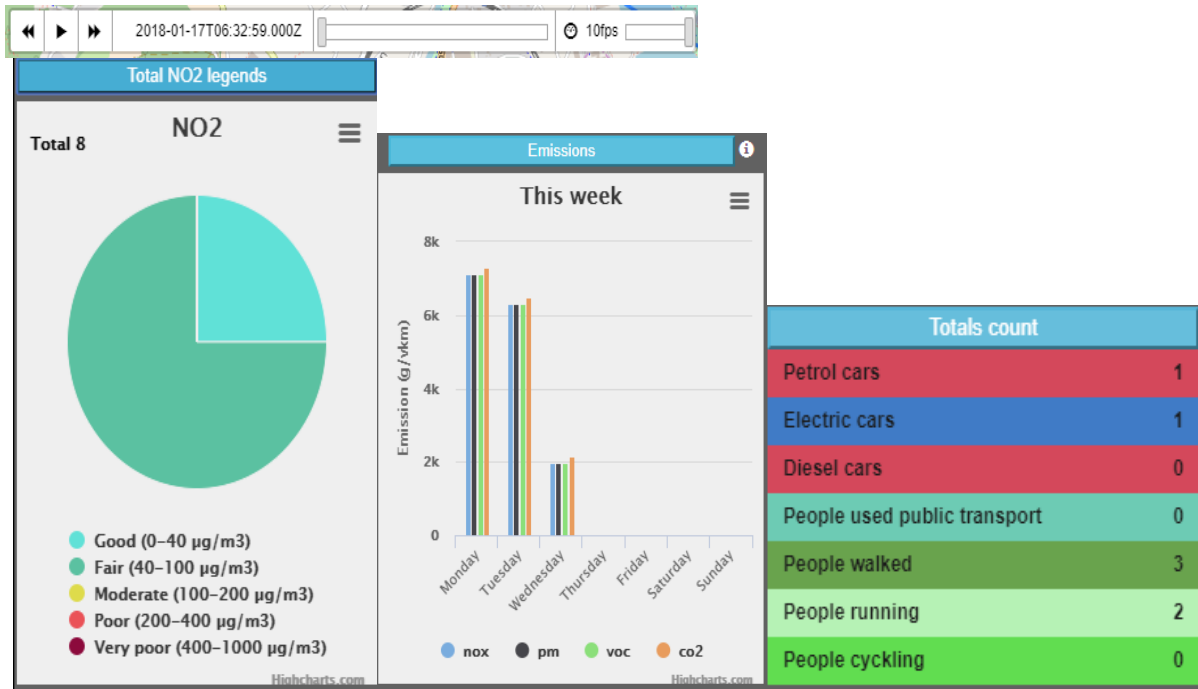 2018-01-17T06:32:59.000Z
10fps
Total NO2 legends
Total 8
NO2
Good (0-40 µg/m3)
Fair (40-100 µg/m3)
Moderate (100-200 µg/m3)
Poor (200-400 µg/m3)
Very poor (400-1000 µg/m3)
Highcharts.com
Emissions
This week
Emission (g/vkm)
8k
6k
4k
2k
0
Monday
Tuesday
Wednesday
Thursday
Friday
Saturday
Sunday
nox pm voc co2
Highcharts.com
Totals count
Petrol cars 1
Electric cars 1
Diesel cars 0
People used public transport 0
People walked 3
People running 2
People cyckling 0